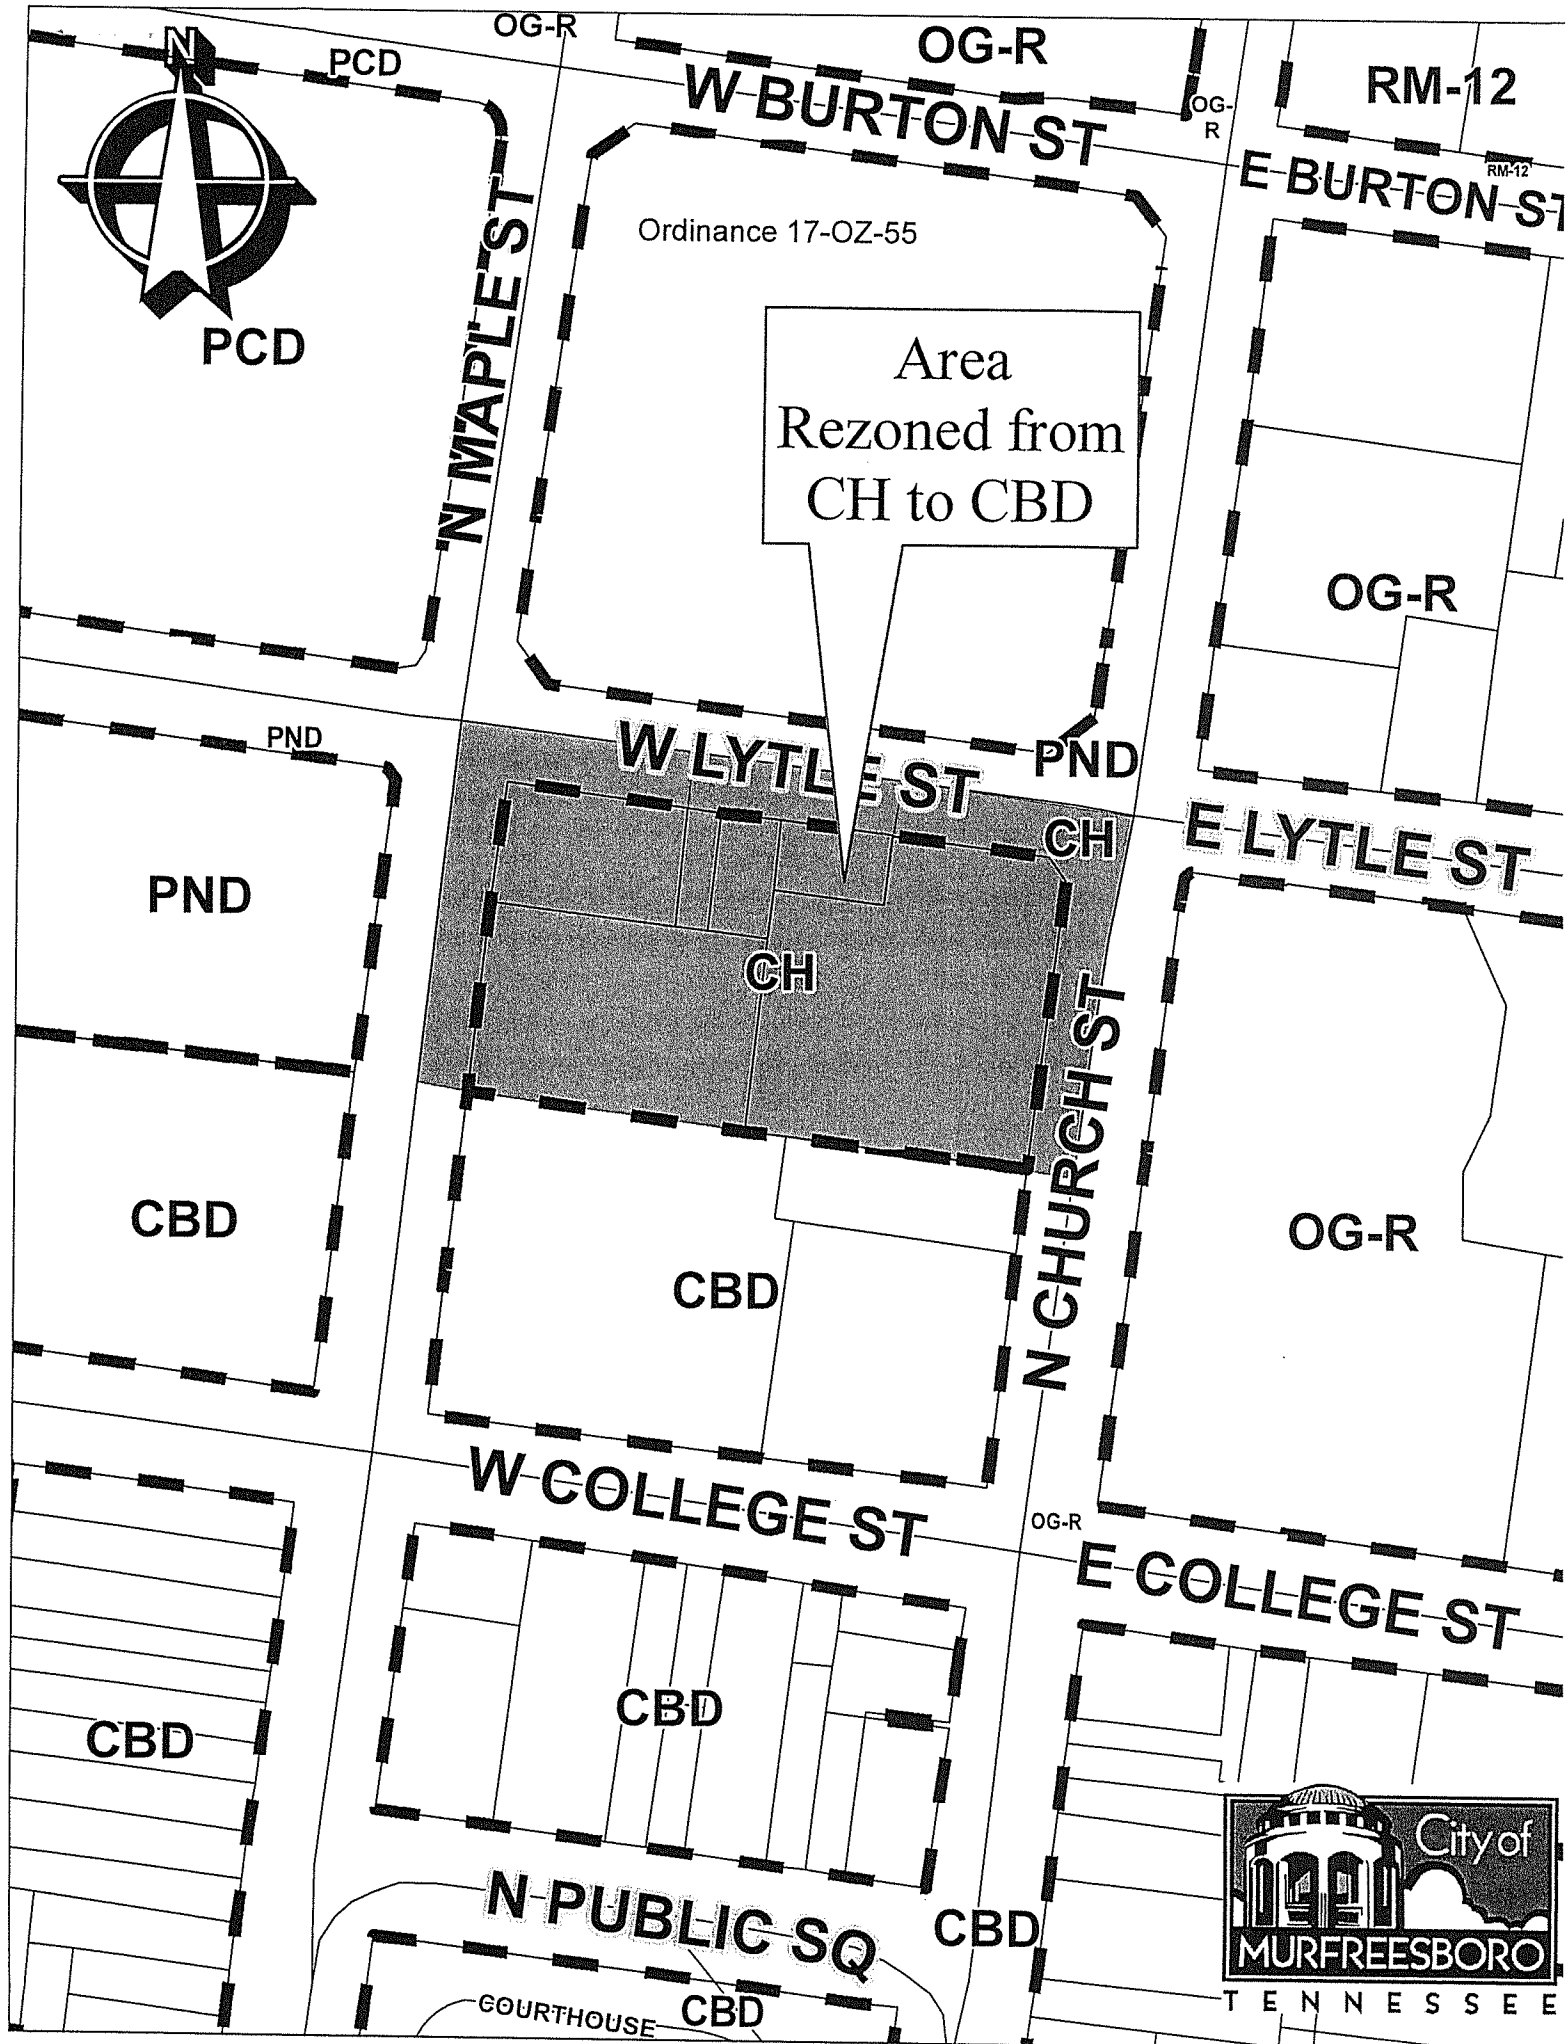 OG-R
OG-R
N
PCD
W BURTON ST
OG-
R
RM-12
E BURTON ST
RM-12
Ordinance 17-OZ-55
N MAPLE ST
PCD
Area
Rezoned from
CH to CBD
OG-R
PND
W LYTLE ST
PND
CH
E LYTLE ST
PND
CH
N CHURCH ST
CBD
CBD
OG-R
W COLLEGE ST
OG-R
E COLLEGE ST
CBD
CBD
N PUBLIC SQ
CBD
COURTHOUSE
CBD
City of
MURFREESBORO
TENNESSEE